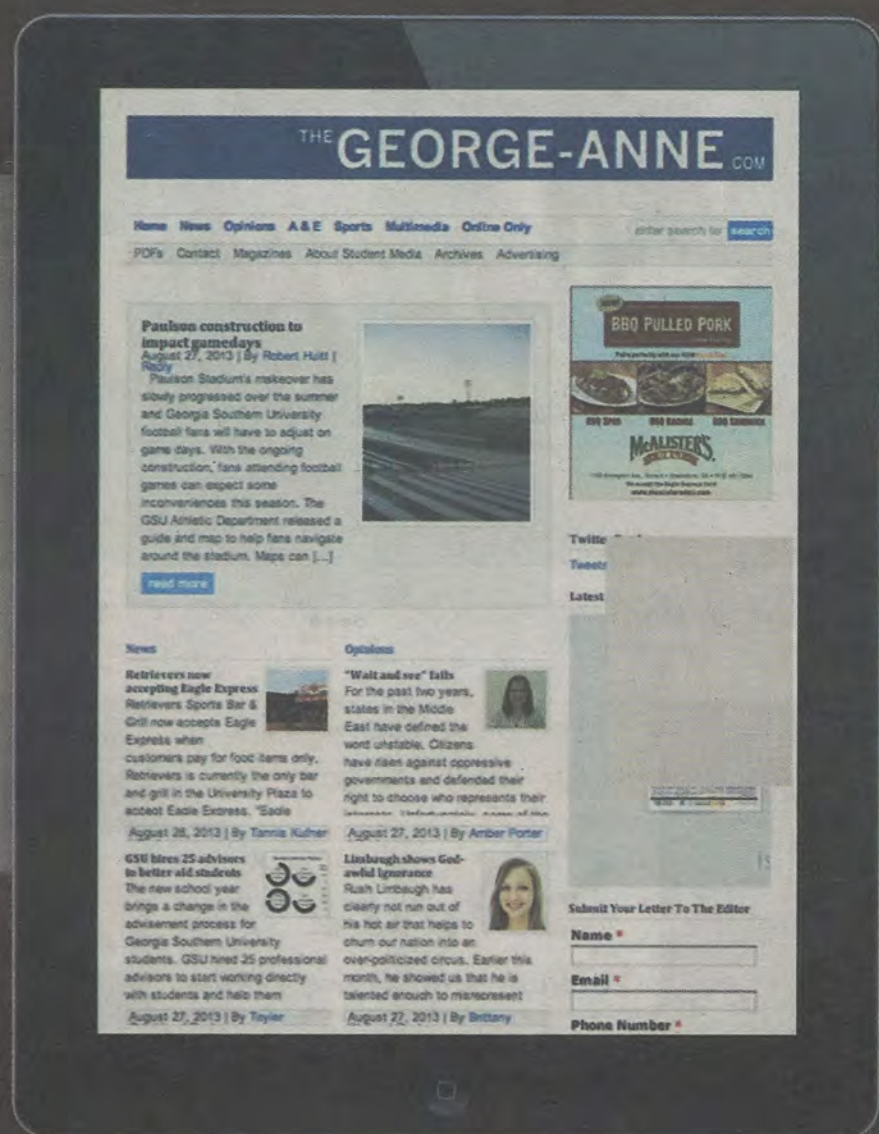 THE GEORGE-ANNE .COM
Home News Opinions A & E Sports Multimedia Online Only
enter search search
PDFs Contact Magazines About Student Media Archives Advertising
Paulson construction to
impact gamedays
August 27, 2013 | By Robert |
Paulson Stadium's makeover has
slowly progressed over the summer
and Georgia Southern University
football fans will have to adjust on
game days. With the ongoing
construction, fans attending football
games can expect some
inconveniences this season. The
GSU Athletic Department released a
guide and map to help fans navigate
around the stadium. Maps can [...]
read more
BBQ PULLED PORK
BBQ SPUD BBQ NACHOS BBQ SANDWICH
McALISTER'S
DELI
Tweets
Latest
News
Retrievers now
accepting Eagle Express
Retrievers Sports Bar &
Grill now accepts Eagle
Express when
customers pay for food items only.
Retrievers is currently the only bar
and grill in the University Plaza to
accept Eagle Express. "Eagle
August 28, 2013 | By Tannis Kufner
GSU hires 25 advisors
to better aid students
The new school year
brings a change in the
advisement process for
Georgia Southern University
students. GSU hired 25 professional
advisors to start working directly
with students and help them
August 27, 2013 | By Taylor
Opinions
"Wait and see" fails
For the past two years,
states in the Middle
East have defined the
word unstable. Citizens
have risen against oppressive
governments and defended their
right to choose who represents their
August 27, 2013 | By Amber Porter
Limbaugh shows God-
awful ignorance
Rush Limbaugh has
clearly not run out of
his hot air that helps to
churn our nation into an
over-politicized circus. Earlier this
month, he showed us that he is
talented enough to misrepresent
August 27, 2013 | By Brittany
Submit Your Letter To The Editor
Name *
Email *
Phone Number *